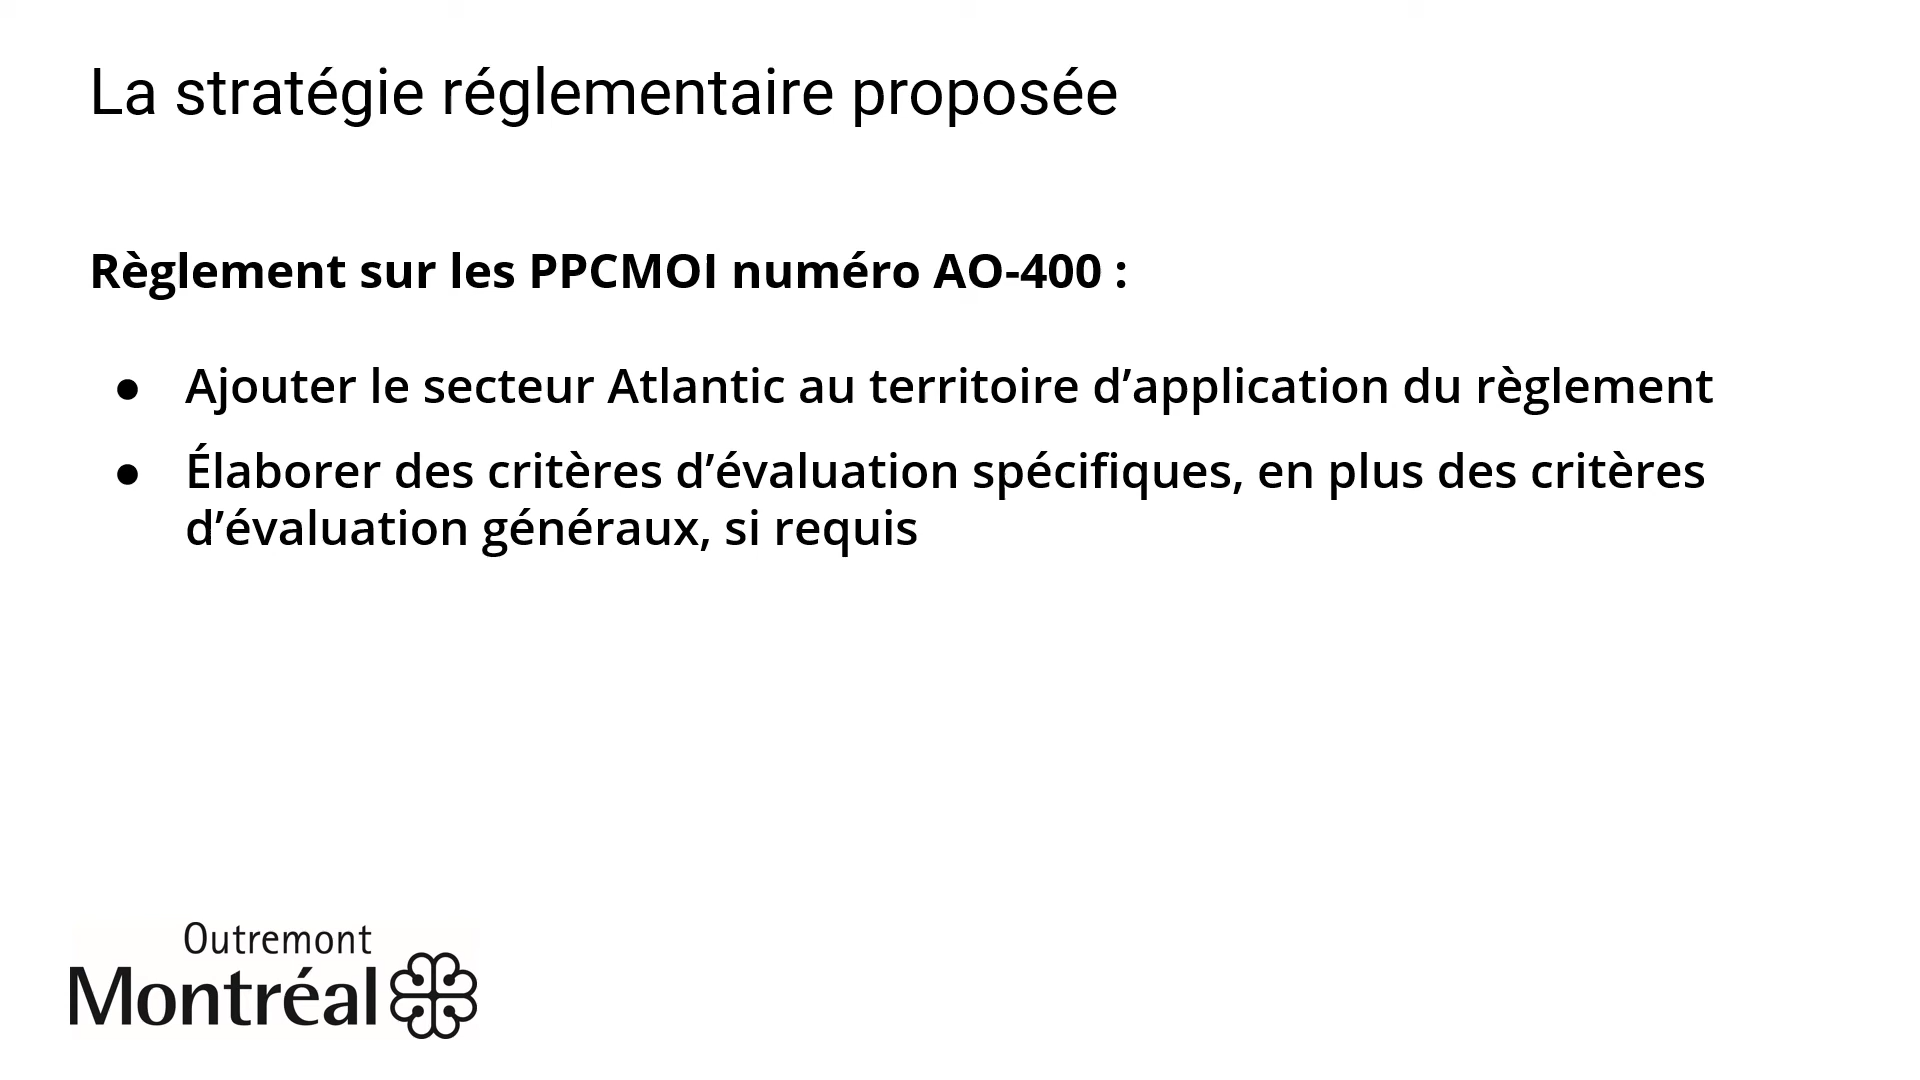 La stratégie réglementaire proposée
Règlement sur les PPCMOI numéro AO-400 :
● Ajouter le secteur Atlantic au territoire d’application du règlement
● Élaborer des critères d’évaluation spécifiques, en plus des critères
d’évaluation généraux, si requis
Outremont
Montréal